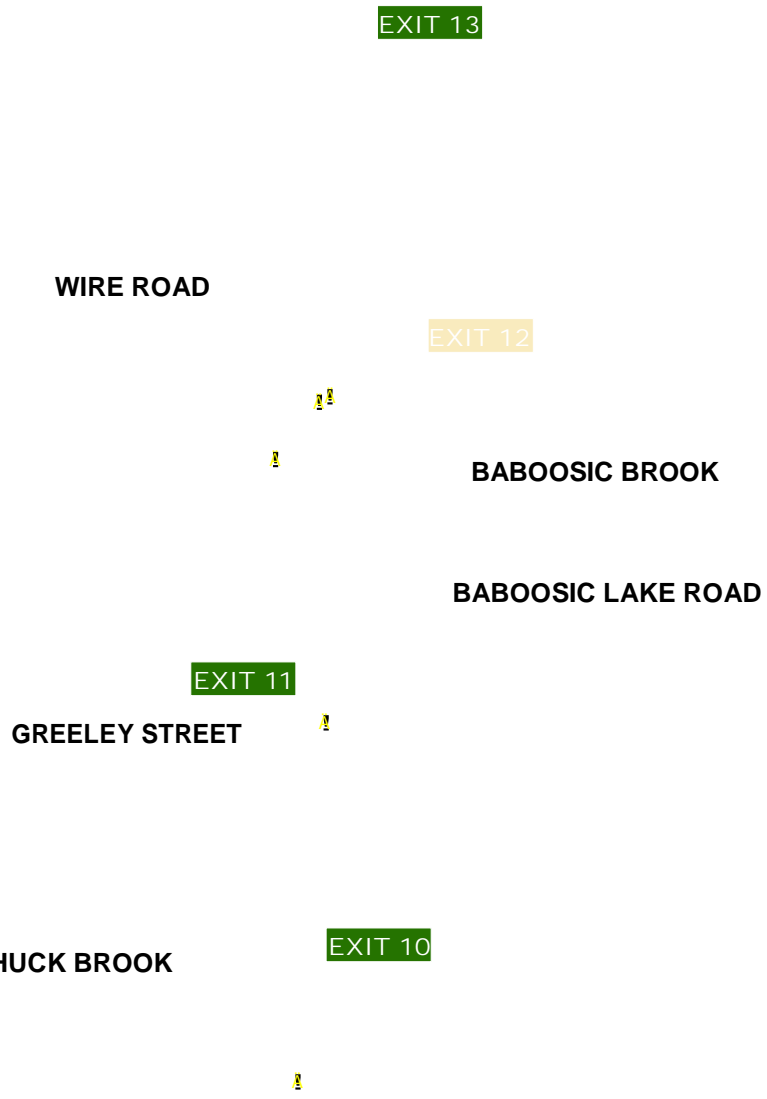 EXIT 13
WIRE ROAD
EXIT 12
BABOOSIC BROOK
BABOOSIC LAKE ROAD
EXIT 11
GREELEY STREET
EXIT 10
HUCK BROOK